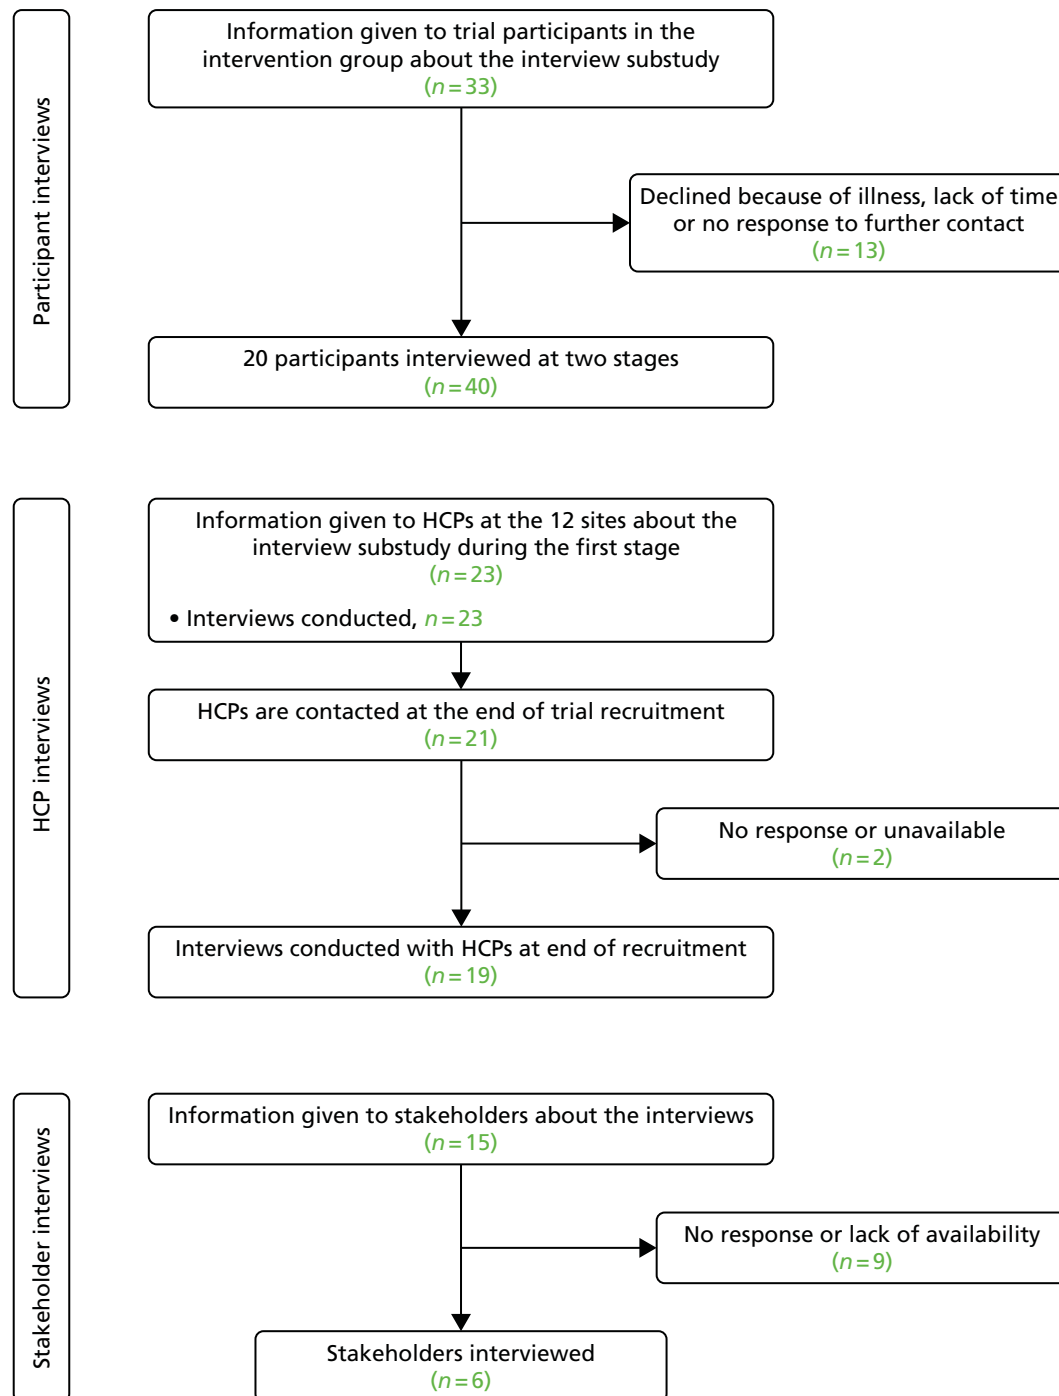 Participant interviews
Information given to trial participants in the
intervention group about the interview substudy
(n=33)
Declined because of illness, lack of time
or no response to further contact
(n=13)
20 participants interviewed at two stages
(n=40)
HCP interviews
Information given to HCPs at the 12 sites about the
interview substudy during the first stage
(n=23)
• Interviews conducted, n=23
HCPs are contacted at the end of trial recruitment
(n=21)
No response or unavailable
(n=2)
Interviews conducted with HCPs at end of recruitment
(n=19)
Stakeholder interviews
Information given to stakeholders about the interviews
(n=15)
No response or lack of availability
(n=9)
Stakeholders interviewed
(n=6)